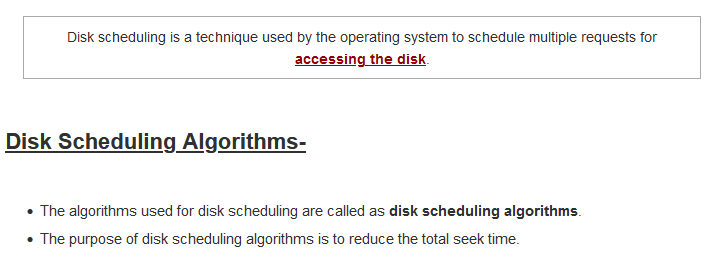 Disk scheduling is a technique used by the operating system to schedule multiple requests for
accessing the disk.
Disk Scheduling Algorithms-
• The algorithms used for disk scheduling are called as disk scheduling algorithms.
• The purpose of disk scheduling algorithms is to reduce the total seek time.